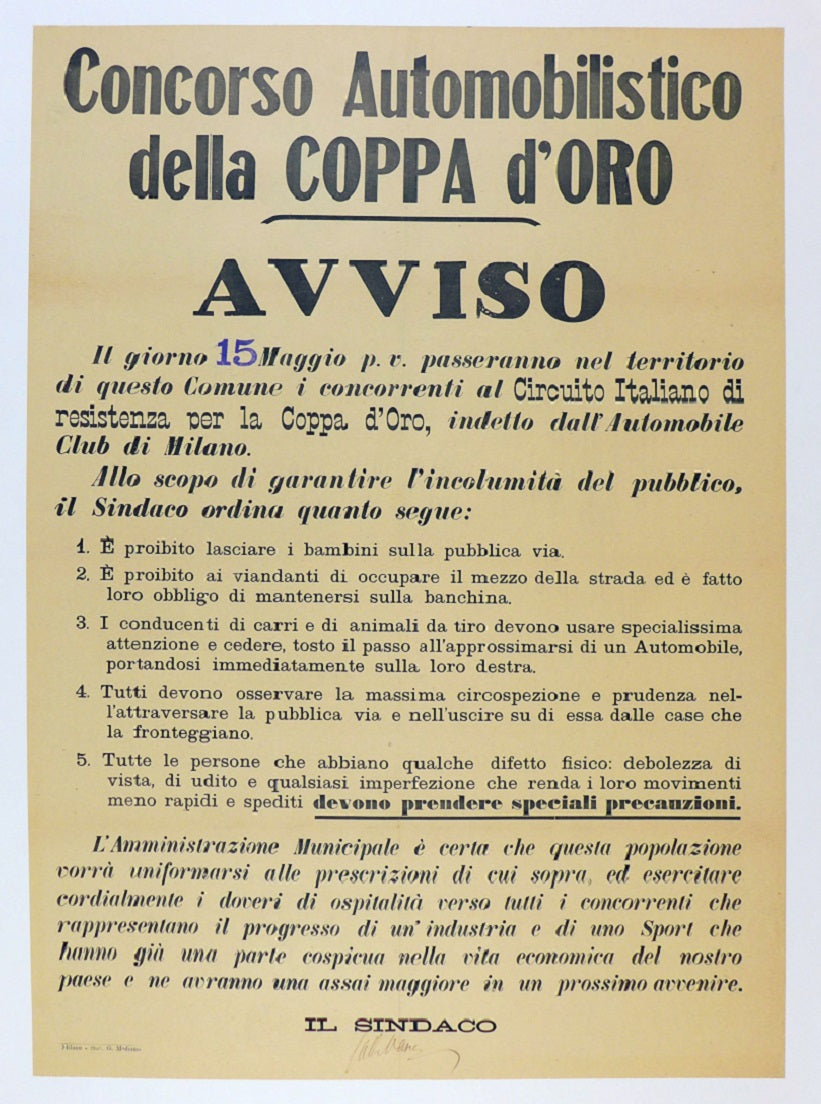 Concorso Automobilistico
della COPPA d'ORO
AVVISO
Il giorno 15 Maggio p. v. passeranno nel territorio
di questo Comune i concorrenti al Circuito Italiano di
resistenza per la Coppa d'Oro, indetto dall'Automobile
Club di Milano.
Allo scopo di garantire l'incolumità del pubblico,
il Sindaco ordina quanto segue:
1. È proibito lasciare i bambini sulla pubblica via.
2. È proibito ai viandanti di occupare il mezzo della strada ed è fatto
loro obbligo di mantenersi sulla banchina.
3. I conducenti di carri e di animali da tiro devono usare specialissima
attenzione e cedere, tosto il passo all'approssimarsi di un Automobile,
portandosi immediatamente sulla loro destra.
4. Tutti devono osservare la massima circospezione e prudenza nel-
l'attraversare la pubblica via e nell'uscire su di essa dalle case che
la fronteggiano.
5. Tutte le persone che abbiano qualche difetto fisico: debolezza di
vista, di udito e qualsiasi imperfezione che renda i loro movimenti
meno rapidi e spediti devono prendere speciali precauzioni.
L'Amministrazione Municipale è certa che questa popolazione
vorrà uniformarsi alle prescrizioni di cui sopra, ed esercitare
cordialmente i doveri di ospitalità verso tutti i concorrenti che
rappresentano il progresso di un' industria e di uno Sport che
hanno già una parte cospicua nella vita economica del nostro
paese e ne avranno una assai maggiore in un prossimo avvenire.
IL SINDACO
Milano - G.